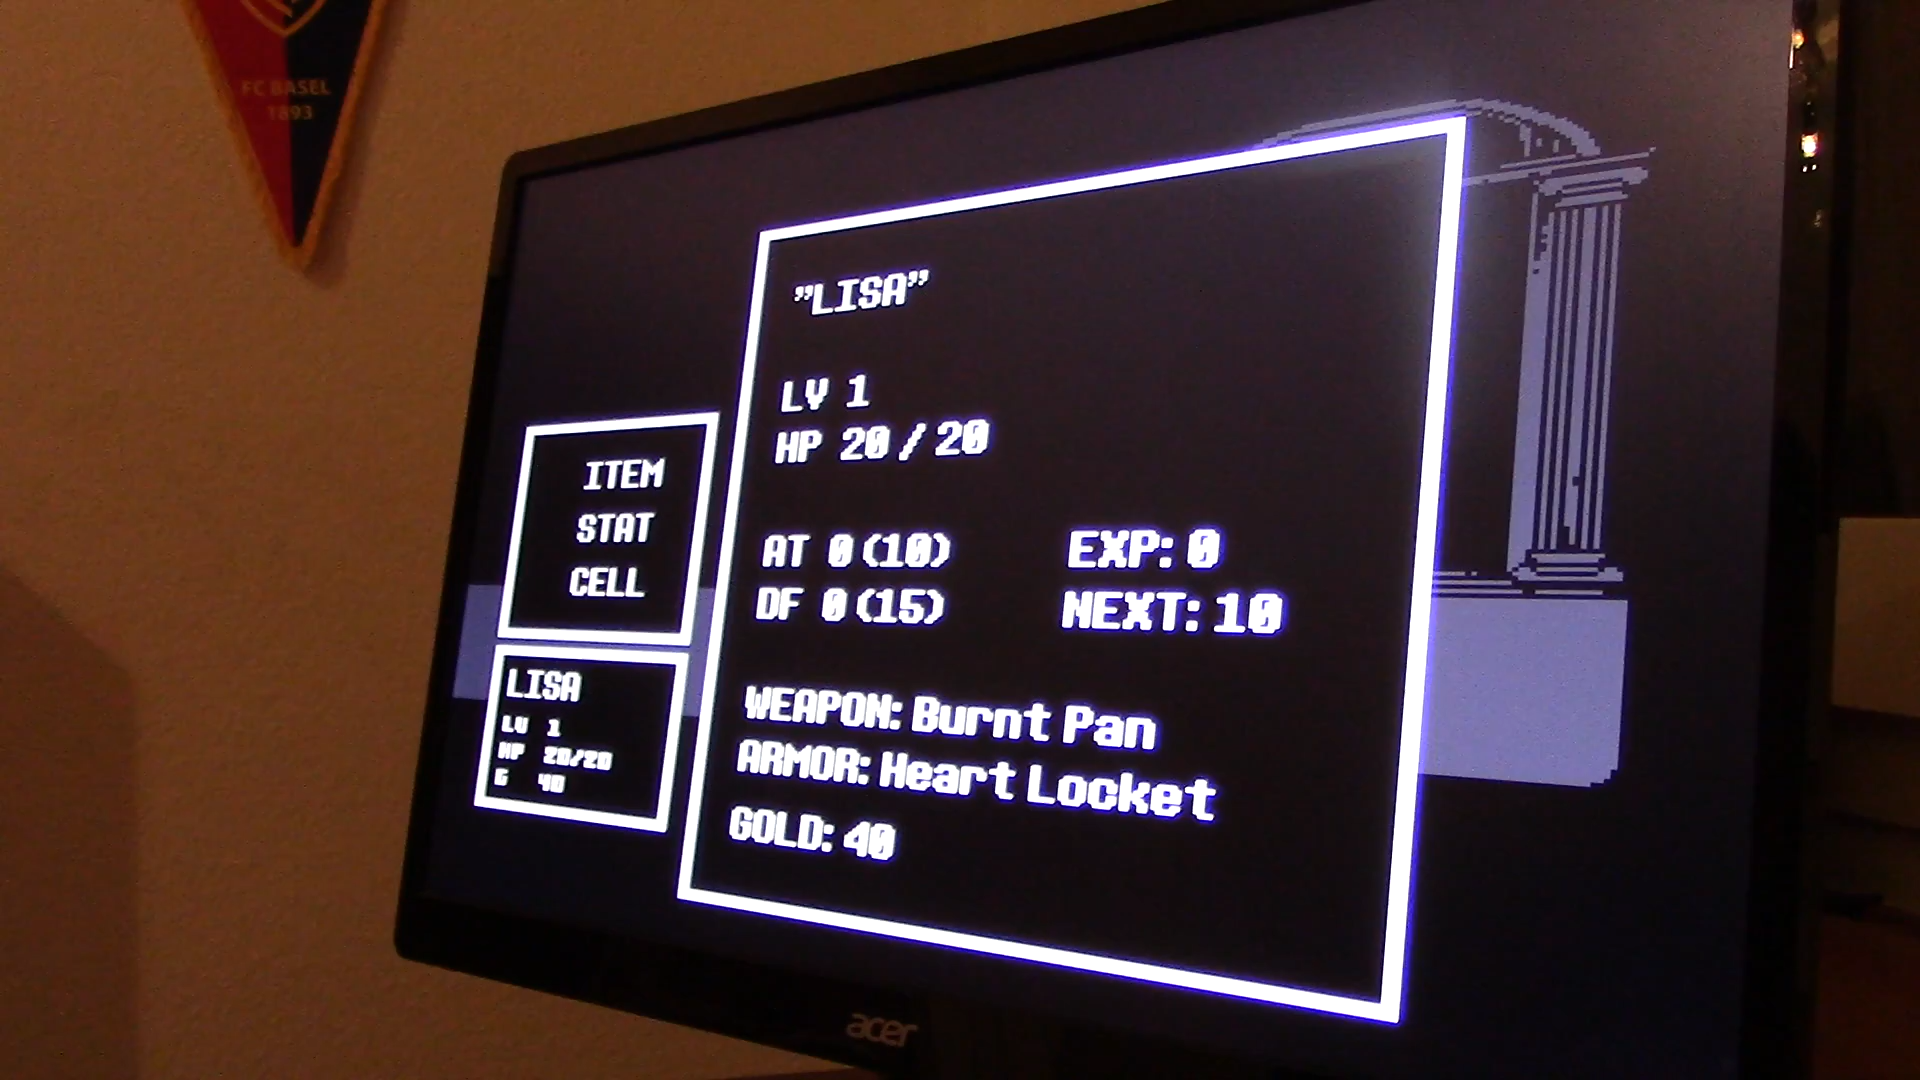 FC BASEL
1893
"LISA"
LV 1
HP 20 / 20
AT 0 (10)
EXP: 0
DF 0 (15)
NEXT: 10
WEAPON: Burnt Pan
ARMOR: Heart Locket
GOLD: 40
ITEM
STAT
CELL
LISA
LV 1
HP 20/20
G 40
acer